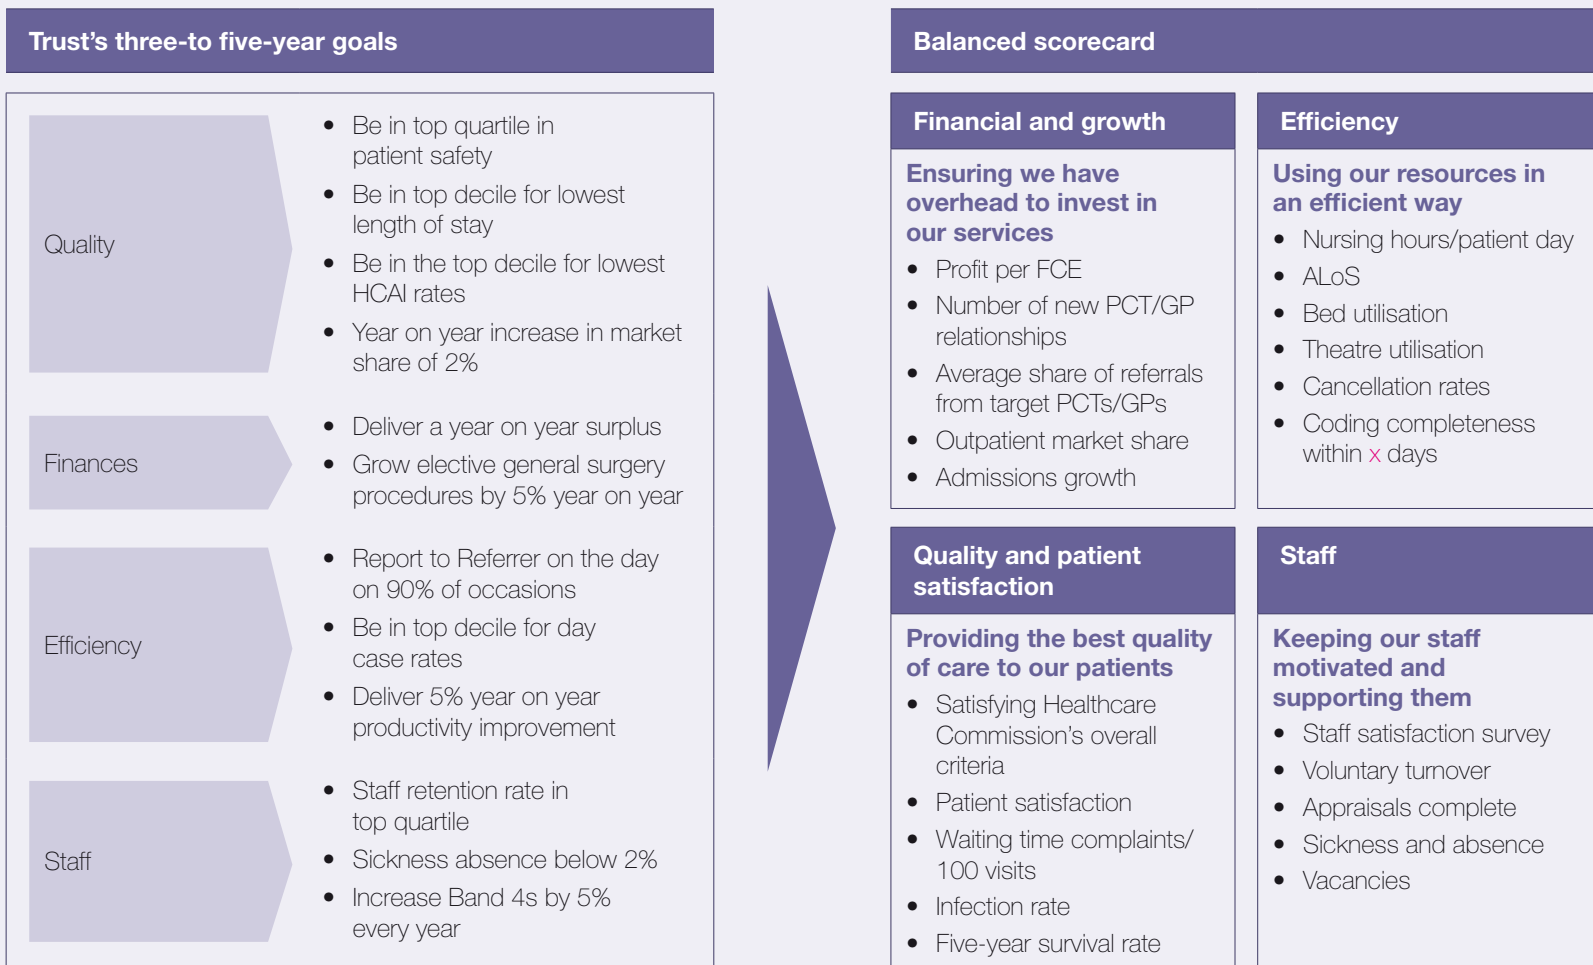 Trust's three-to five-year goals
Quality
• Be in top quartile in
patient safety
• Be in top decile for lowest
length of stay
• Be in the top decile for lowest
HCAI rates
• Year on year increase in market
share of 2%
Finances
• Deliver a year on year surplus
• Grow elective general surgery
procedures by 5% year on year
Efficiency
• Report to Referrer on the day
on 90% of occasions
• Be in top decile for day
case rates
• Deliver 5% year on year
productivity improvement
Staff
• Staff retention rate in
top quartile
• Sickness absence below 2%
• Increase Band 4s by 5%
every year
Balanced scorecard
Financial and growth
Ensuring we have
overhead to invest in
our services
• Profit per FCE
• Number of new PCT/GP
relationships
• Average share of referrals
from target PCTs/GPs
• Outpatient market share
• Admissions growth
Efficiency
Using our resources in
an efficient way
• Nursing hours/patient day
• ALoS
• Bed utilisation
• Theatre utilisation
• Cancellation rates
• Coding completeness
within x days
Quality and patient
satisfaction
Providing the best quality
of care to our patients
• Satisfying Healthcare
Commission's overall
criteria
• Patient satisfaction
• Waiting time complaints/
100 visits
• Infection rate
• Five-year survival rate
Staff
Keeping our staff
motivated and
supporting them
• Staff satisfaction survey
• Voluntary turnover
• Appraisals complete
• Sickness and absence
• Vacancies